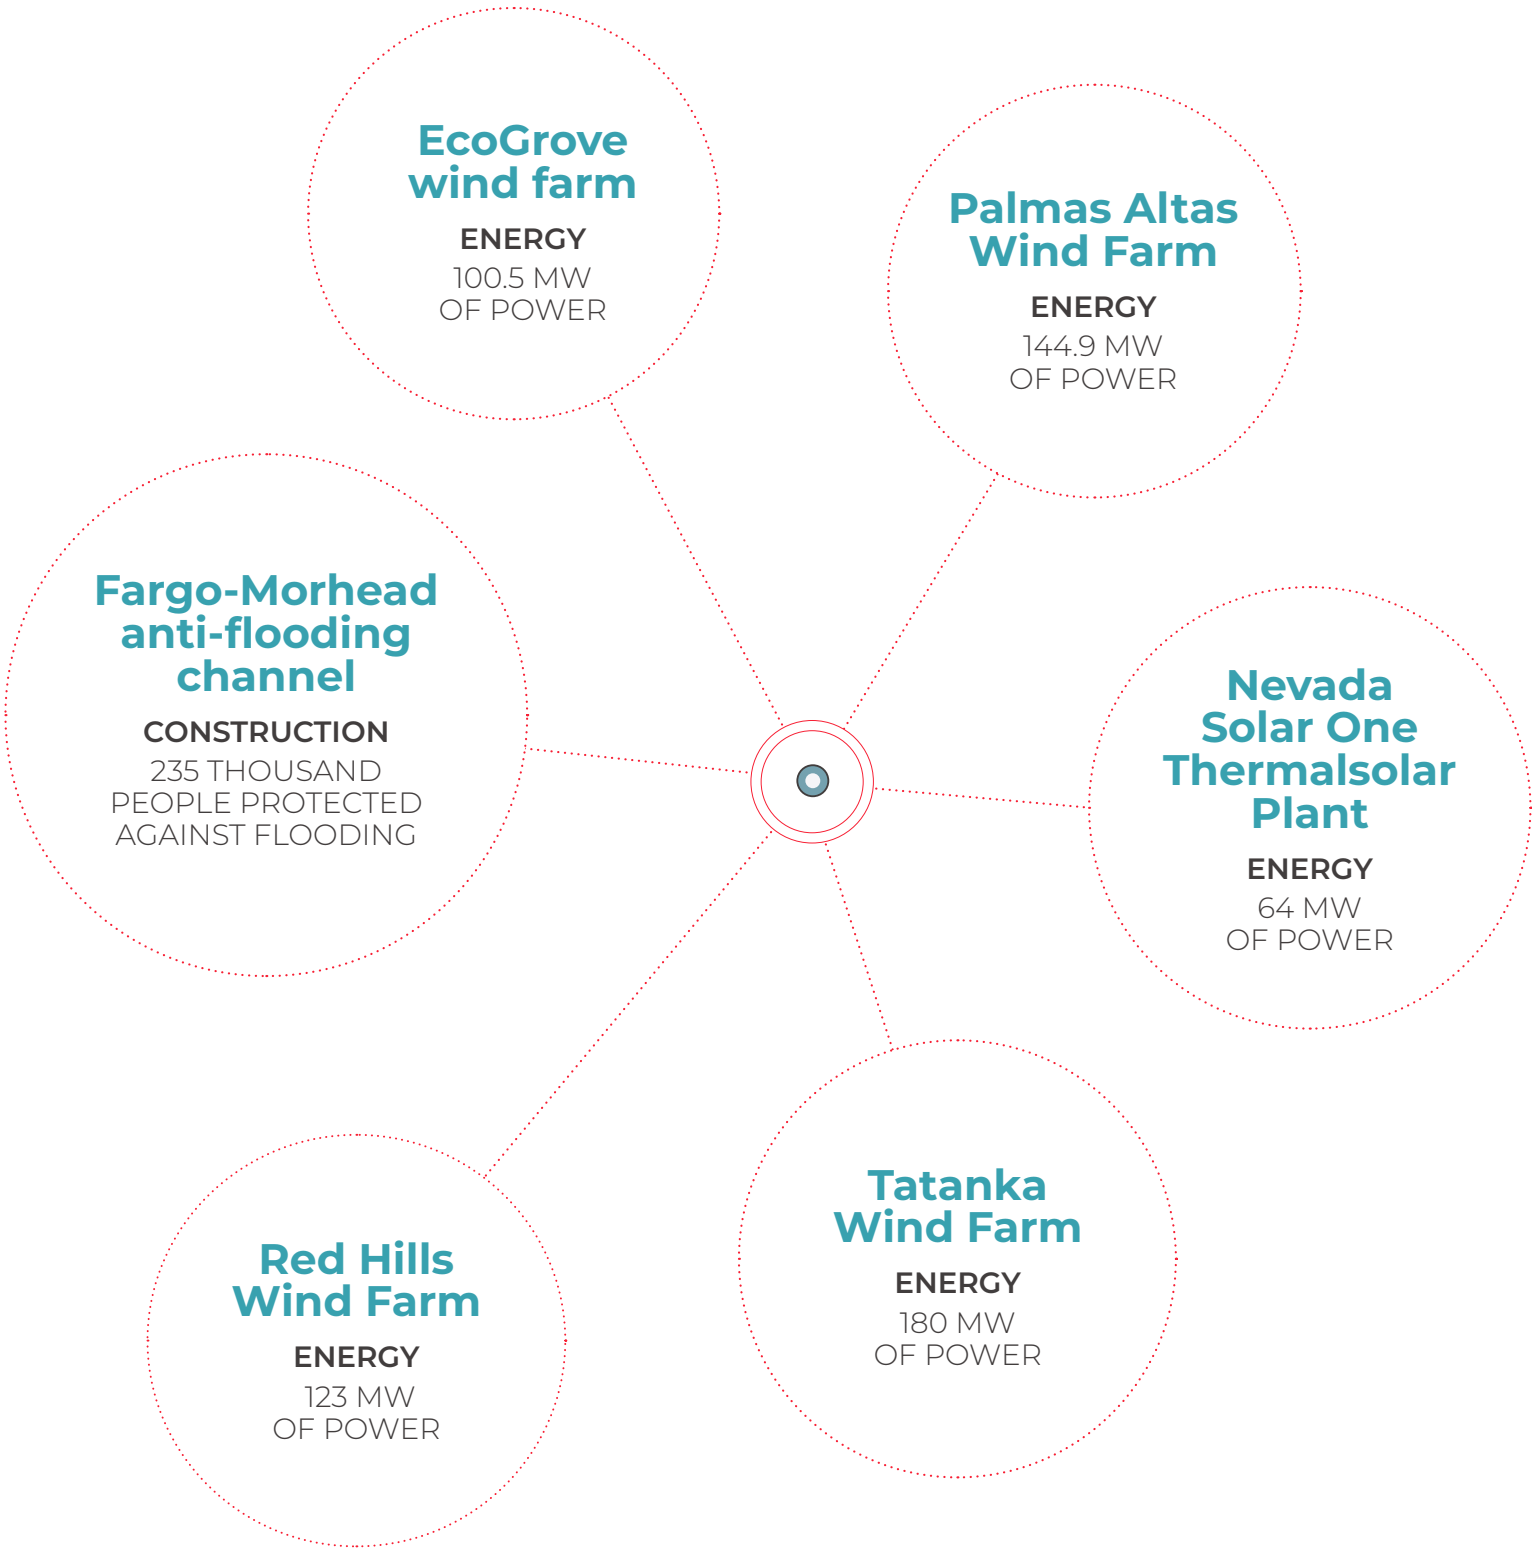 EcoGrove
wind farm
ENERGY
100.5 MW
OF POWER
Palmas Altas
Wind Farm
ENERGY
144.9 MW
OF POWER
Fargo-Morhead
anti-flooding
channel
CONSTRUCTION
235 THOUSAND
PEOPLE PROTECTED
AGAINST FLOODING
Nevada
Solar One
Thermalsolar
Plant
ENERGY
64 MW
OF POWER
Red Hills
Wind Farm
ENERGY
123 MW
OF POWER
Tatanka
Wind Farm
ENERGY
180 MW
OF POWER